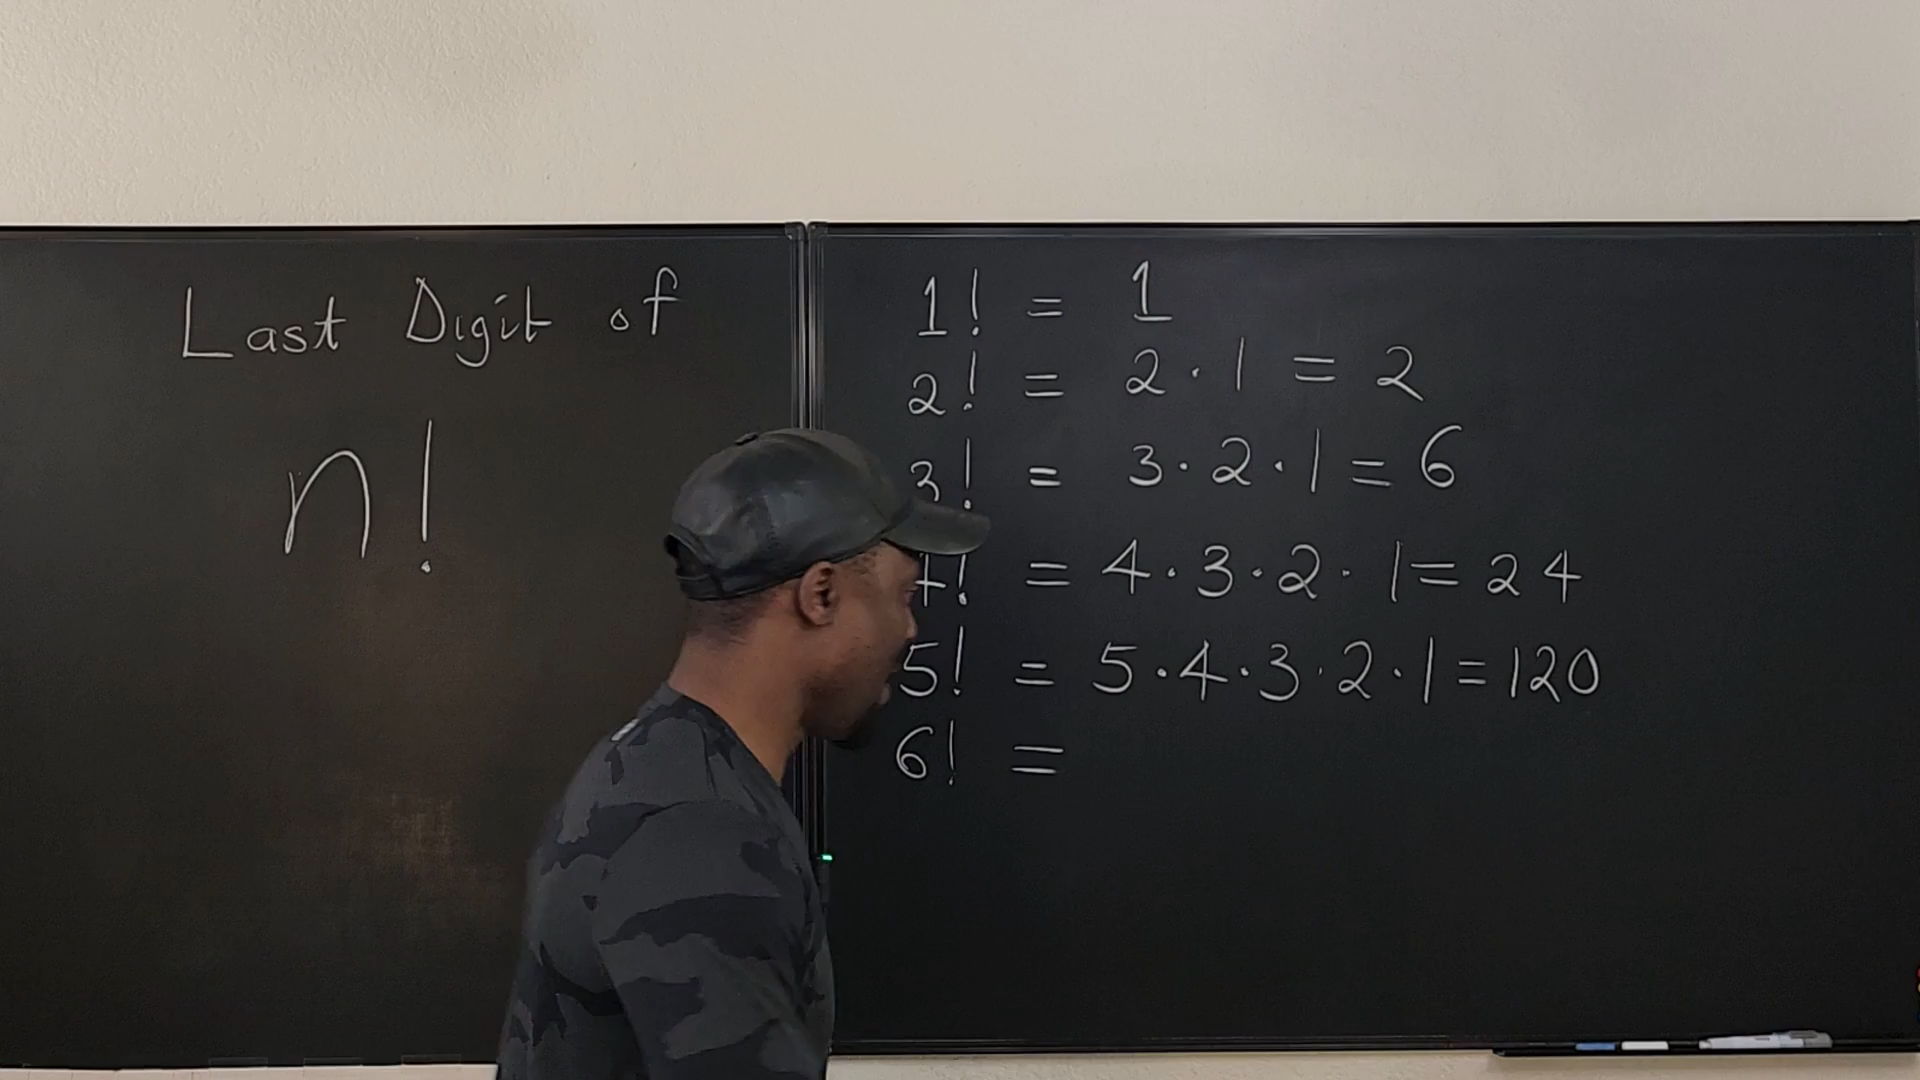 Last Digit of
n!
1! = 1
2! = 2 · 1 = 2
3! = 3 · 2 · 1 = 6
4! = 4 · 3 · 2 · 1 = 24
5! = 5 · 4 · 3 · 2 · 1 = 120
6! =